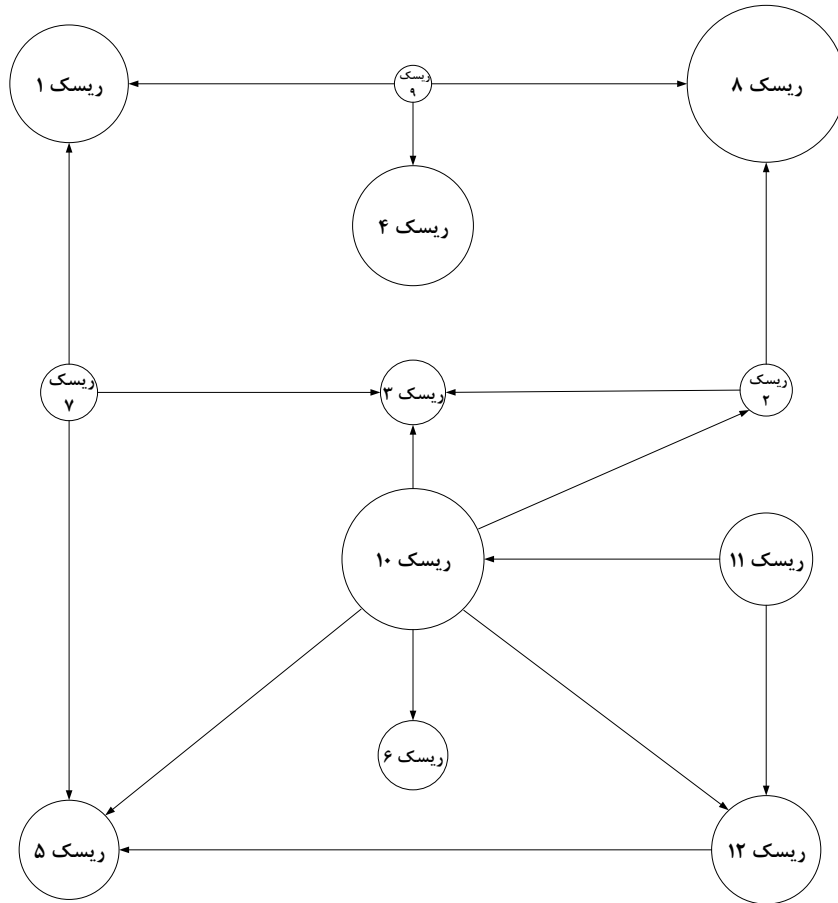 ریسک ۱
ریسک
۹
ریسک ۸
ریسک ۴
ریسک
۷
ریسک ۳
ریسک
۲
ریسک ۱۰
ریسک ۱۱
ریسک ۶
ریسک ۵
ریسک ۱۲